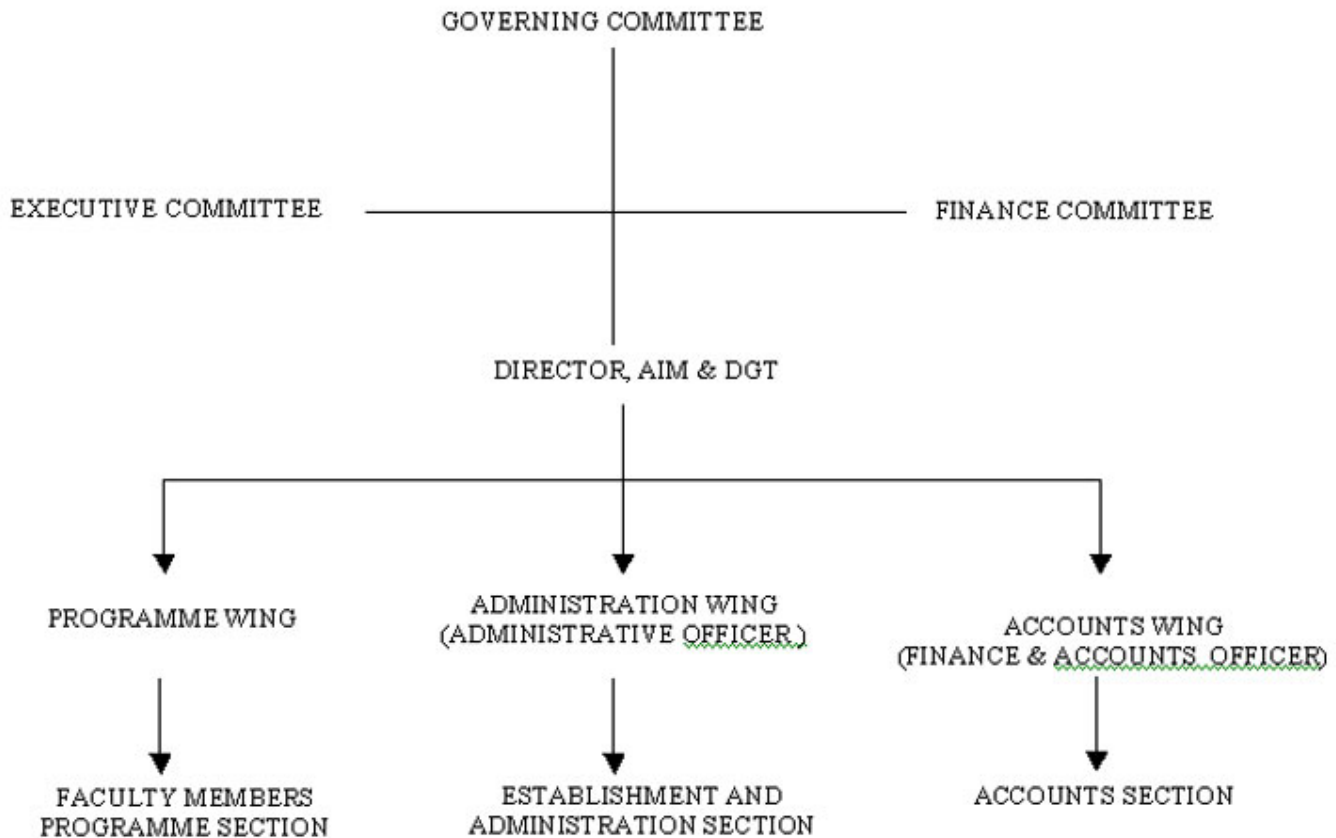 GOVERNING COMMITTEE
EXECUTIVE COMMITTEE
FINANCE COMMITTEE
DIRECTOR, AIM & DGT
PROGRAMME WING
ADMINISTRATION WING
(ADMINISTRATIVE OFFICER )
ACCOUNTS WING
(FINANCE & ACCOUNTS OFFICER)
FACULTY MEMBERS
PROGRAMME SECTION
ESTABLISHMENT AND
ADMINISTRATION SECTION
ACCOUNTS SECTION